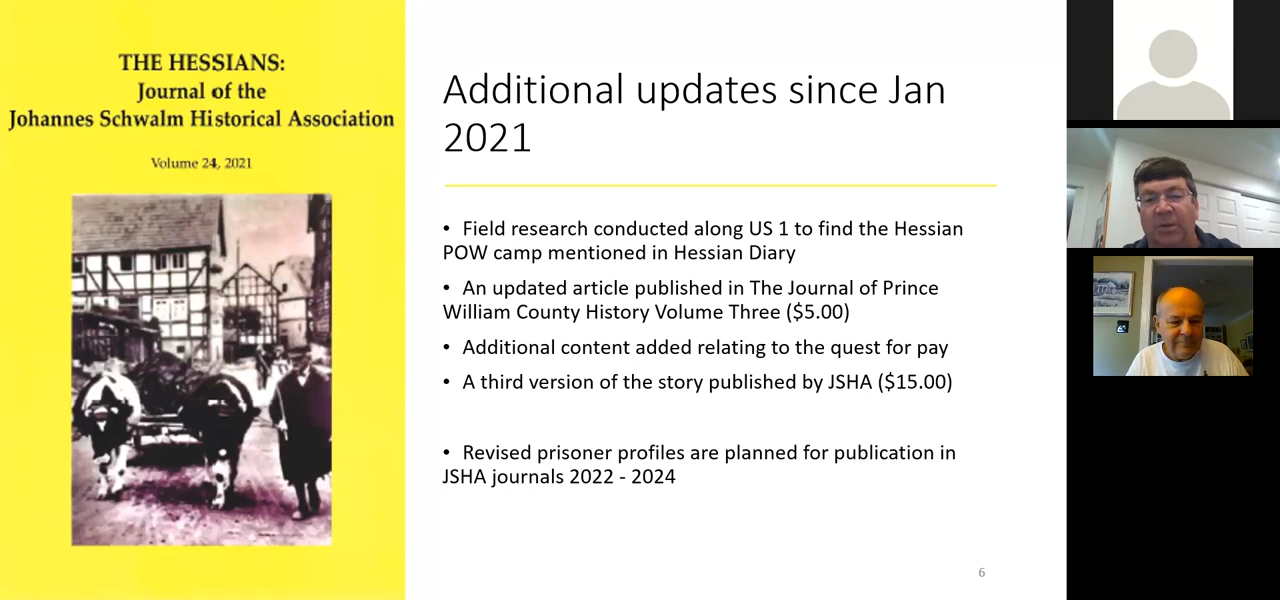 THE HESSIANS:
Journal of the
Johannes Schwalm Historical Association
Volume 24, 2021
Additional updates since Jan
2021
• Field research conducted along US 1 to find the Hessian
POW camp mentioned in Hessian Diary
• An updated article published in The Journal of Prince
William County History Volume Three ($5.00)
• Additional content added relating to the quest for pay
• A third version of the story published by JSHA ($15.00)
• Revised prisoner profiles are planned for publication in
JSHA journals 2022 - 2024
6